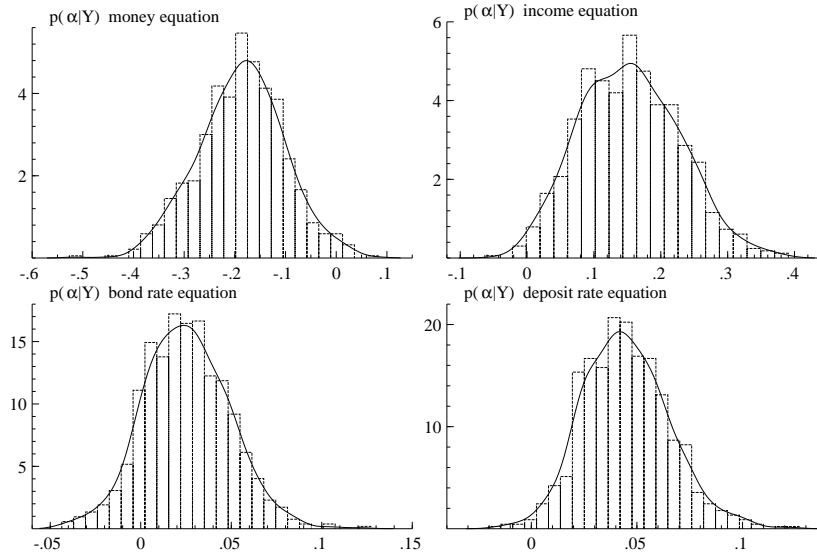 p(α|Y) money equation
4
2
-.6 -.5 -.4 -.3 -.2 -.1 0 .1
p(α|Y) income equation
6
4
2
-.1 0 .1 .2 .3 .4
p(α|Y) bond rate equation
15
10
5
-.05 0 .05 .1 .15
p(α|Y) deposit rate equation
20
10
0 .05 .1